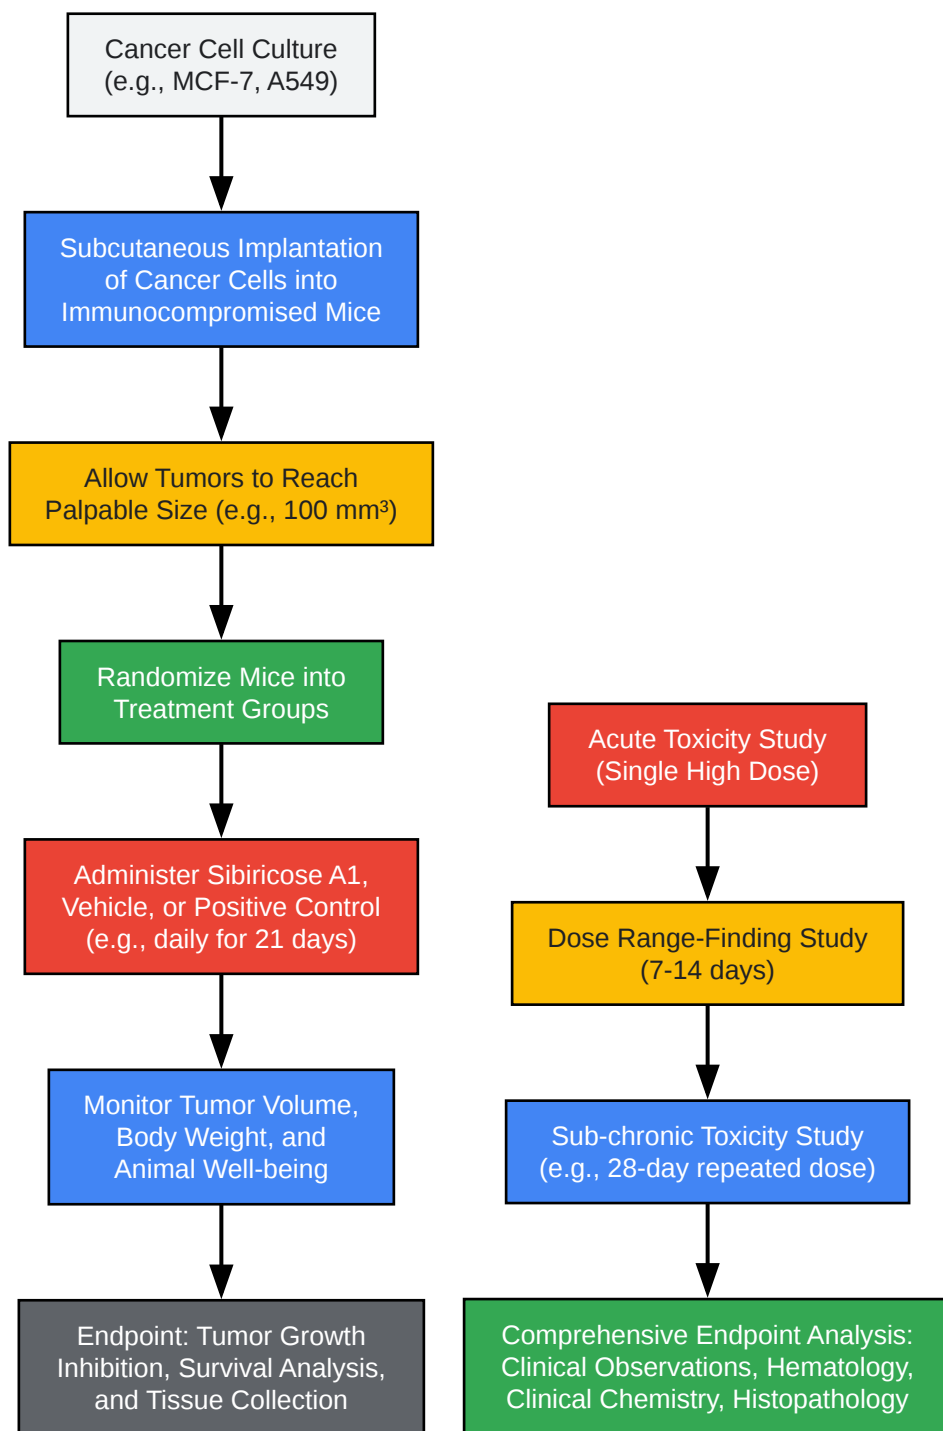 Cancer Cell Culture
(e.g., MCF-7, A549)
Subcutaneous Implantation
of Cancer Cells into
Immunocompromised Mice
Allow Tumors to Reach
Palpable Size (e.g., 100 mm³)
Randomize Mice into
Treatment Groups
Administer Sibiricose A1,
Vehicle, or Positive Control
(e.g., daily for 21 days)
Monitor Tumor Volume,
Body Weight, and
Animal Well-being
Endpoint: Tumor Growth
Inhibition, Survival Analysis,
and Tissue Collection
Acute Toxicity Study
(Single High Dose)
Dose Range-Finding Study
(7-14 days)
Sub-chronic Toxicity Study
(e.g., 28-day repeated dose)
Comprehensive Endpoint Analysis:
Clinical Observations, Hematology,
Clinical Chemistry, Histopathology